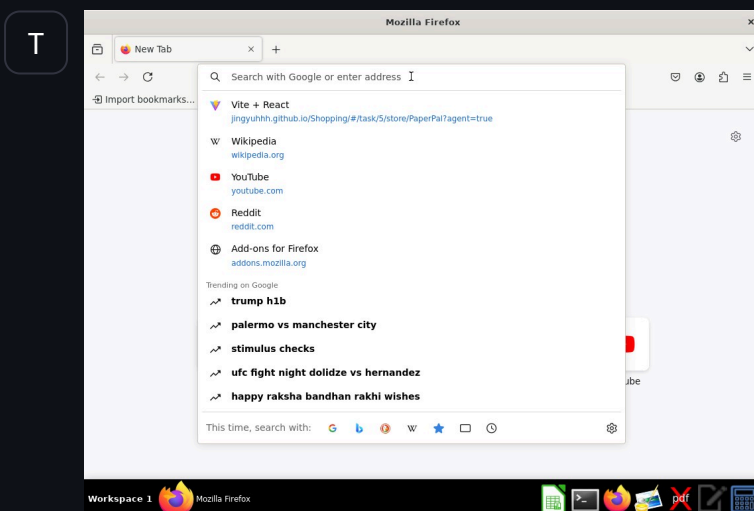 T
Mozilla Firefox
New Tab
Search with Google or enter address
Import bookmarks...
Vite + React
jingyuhhh.github.io/Shopping/#/task/5/store/PaperPal?agent=true
W
Wikipedia
wikipedia.org
YouTube
youtube.com
Reddit
reddit.com
Add-ons for Firefox
addons.mozilla.org
Trending on Google
trump h1b
palermo vs manchester city
stimulus checks
ufc fight night dolidze vs hernandez
ube
happy raksha bandhan rakhi wishes
This time, search with: G b W
Workspace 1
Mozilla Firefox
pdf